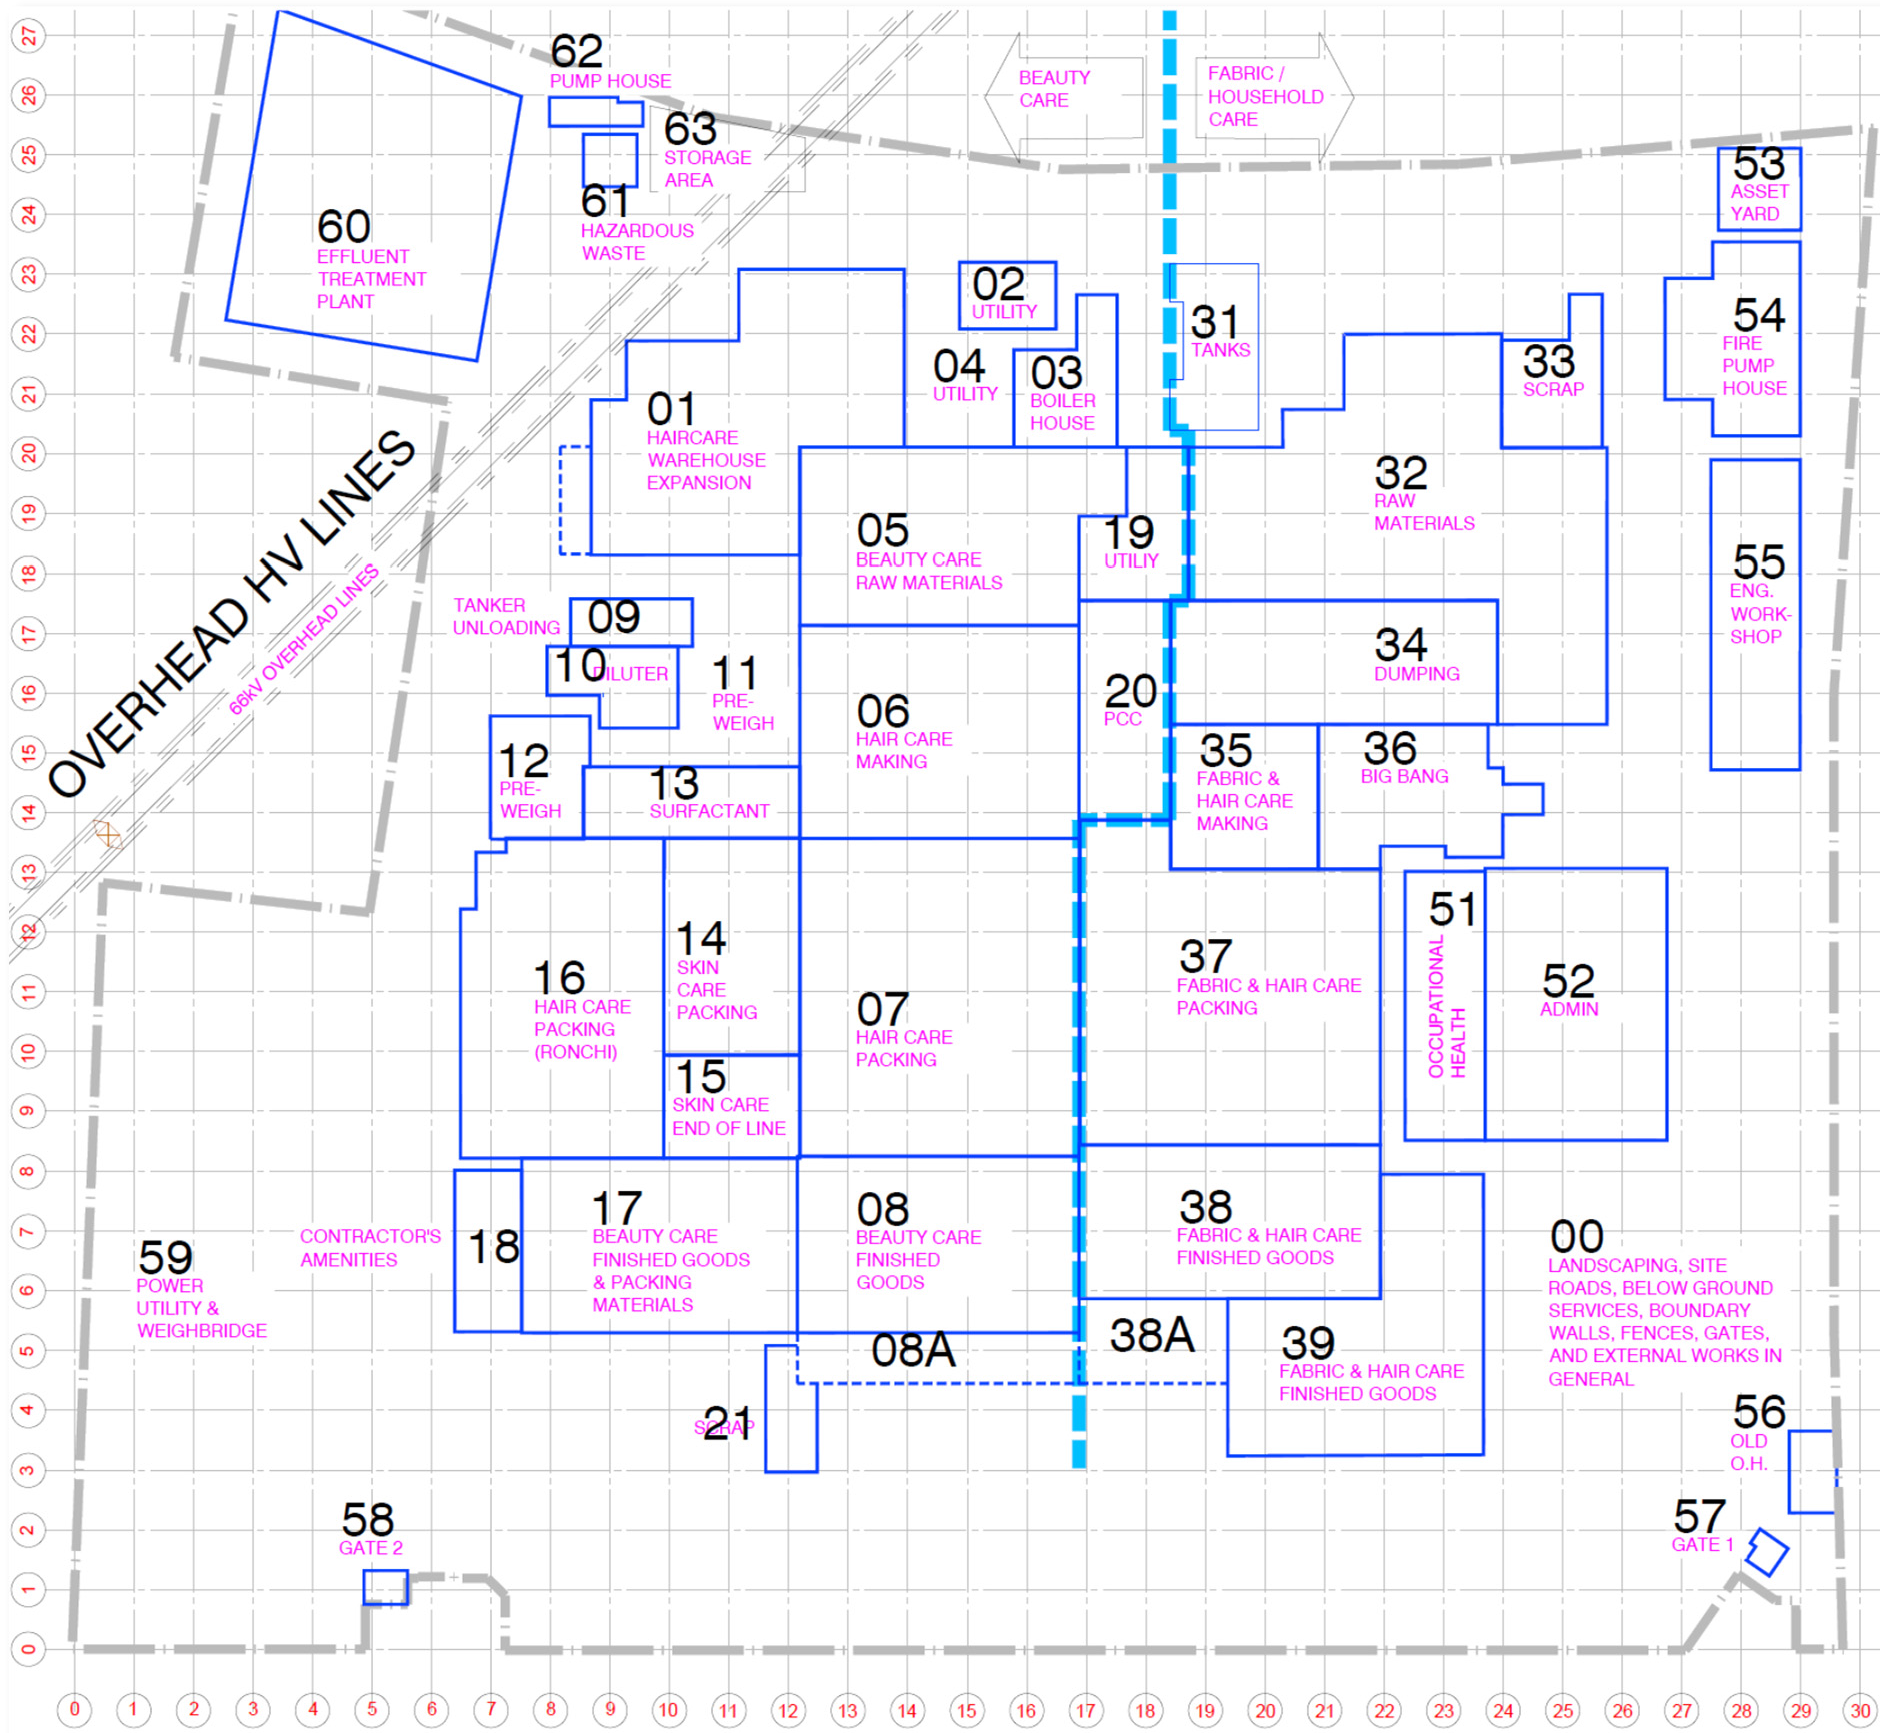 27
26
25
24
23
22
21
20
19
18
17
16
15
14
13
12
11
10
9
8
7
6
5
4
3
2
1
0
62
PUMP HOUSE
63
STORAGE
AREA
61
HAZARDOUS
WASTE
60
EFFLUENT
TREATMENT
PLANT
BEAUTY
CARE
FABRIC /
HOUSEHOLD
CARE
53
ASSET
YARD
02
UTILITY
31
TANKS
54
FIRE
PUMP
HOUSE
04
UTILITY
03
BOILER
HOUSE
33
SCRAP
01
HAIRCARE
WAREHOUSE
EXPANSION
OVERHEAD HV LINES
66kV OVERHEAD LINES
05
BEAUTY CARE
RAW MATERIALS
19
UTILIY
32
RAW
MATERIALS
55
ENG.
WORK-
SHOP
TANKER
UNLOADING
09
10
DILUTER
11
PRE-
WEIGH
06
HAIR CARE
MAKING
20
PCC
34
DUMPING
12
PRE-
WEIGH
13
SURFACTANT
35
FABRIC &
HAIR CARE
MAKING
36
BIG BANG
16
HAIR CARE
PACKING
(RONCHI)
14
SKIN
CARE
PACKING
07
HAIR CARE
PACKING
37
FABRIC & HAIR CARE
PACKING
51
OCCUPATIONAL
HEALTH
52
ADMIN
15
SKIN CARE
END OF LINE
59
POWER
UTILITY &
WEIGHBRIDGE
CONTRACTOR'S
AMENITIES
18
17
BEAUTY CARE
FINISHED GOODS
& PACKING
MATERIALS
08
BEAUTY CARE
FINISHED
GOODS
38
FABRIC & HAIR CARE
FINISHED GOODS
00
LANDSCAPING, SITE
ROADS, BELOW GROUND
SERVICES, BOUNDARY
WALLS, FENCES, GATES,
AND EXTERNAL WORKS IN
GENERAL
08A
38A
39
FABRIC & HAIR CARE
FINISHED GOODS
21
SCRAP
56
OLD
O.H.
58
GATE 2
57
GATE 1
0 1 2 3 4 5 6 7 8 9 10 11 12 13 14 15 16 17 18 19 20 21 22 23 24 25 26 27 28 29 30